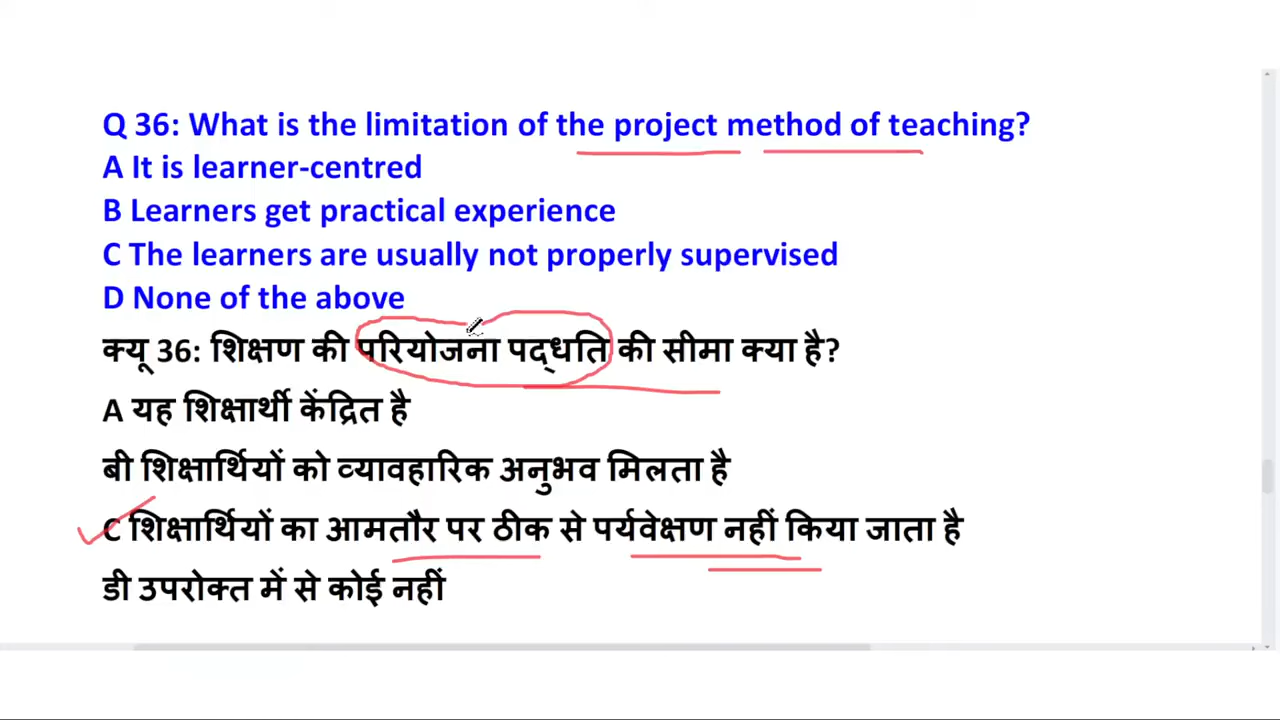 Q 36: What is the limitation of the project method of teaching?
A It is learner-centred
B Learners get practical experience
C The learners are usually not properly supervised
D None of the above
क्यू 36: शिक्षण की परियोजना पद्धति की सीमा क्या है?
A यह शिक्षार्थी केंद्रित है
बी शिक्षार्थियों को व्यावहारिक अनुभव मिलता है
C शिक्षार्थियों का आमतौर पर ठीक से पर्यवेक्षण नहीं किया जाता है
डी उपरोक्त में से कोई नहीं